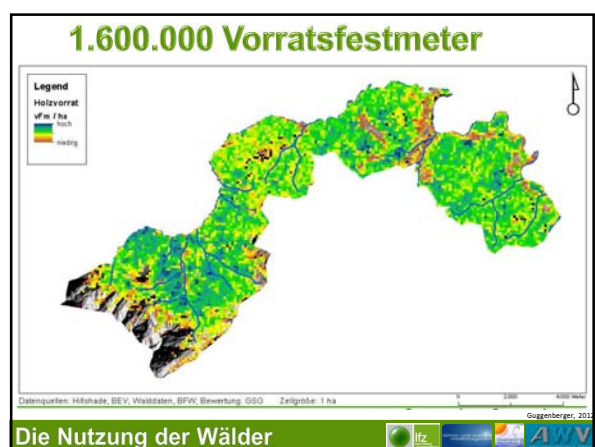 1.600.000 Vorratsfestmeter
Legend
Holzvorrat
vFm / ha
hoch
niedrig
Datenquellen: Hillshade, BEV; Walddaten, BFW; Bewertung: GSG Zellgröße: 1 ha
0 2.000 4.000 Meter
Guggenberger, 2012
Die Nutzung der Wälder
lfz
AWV